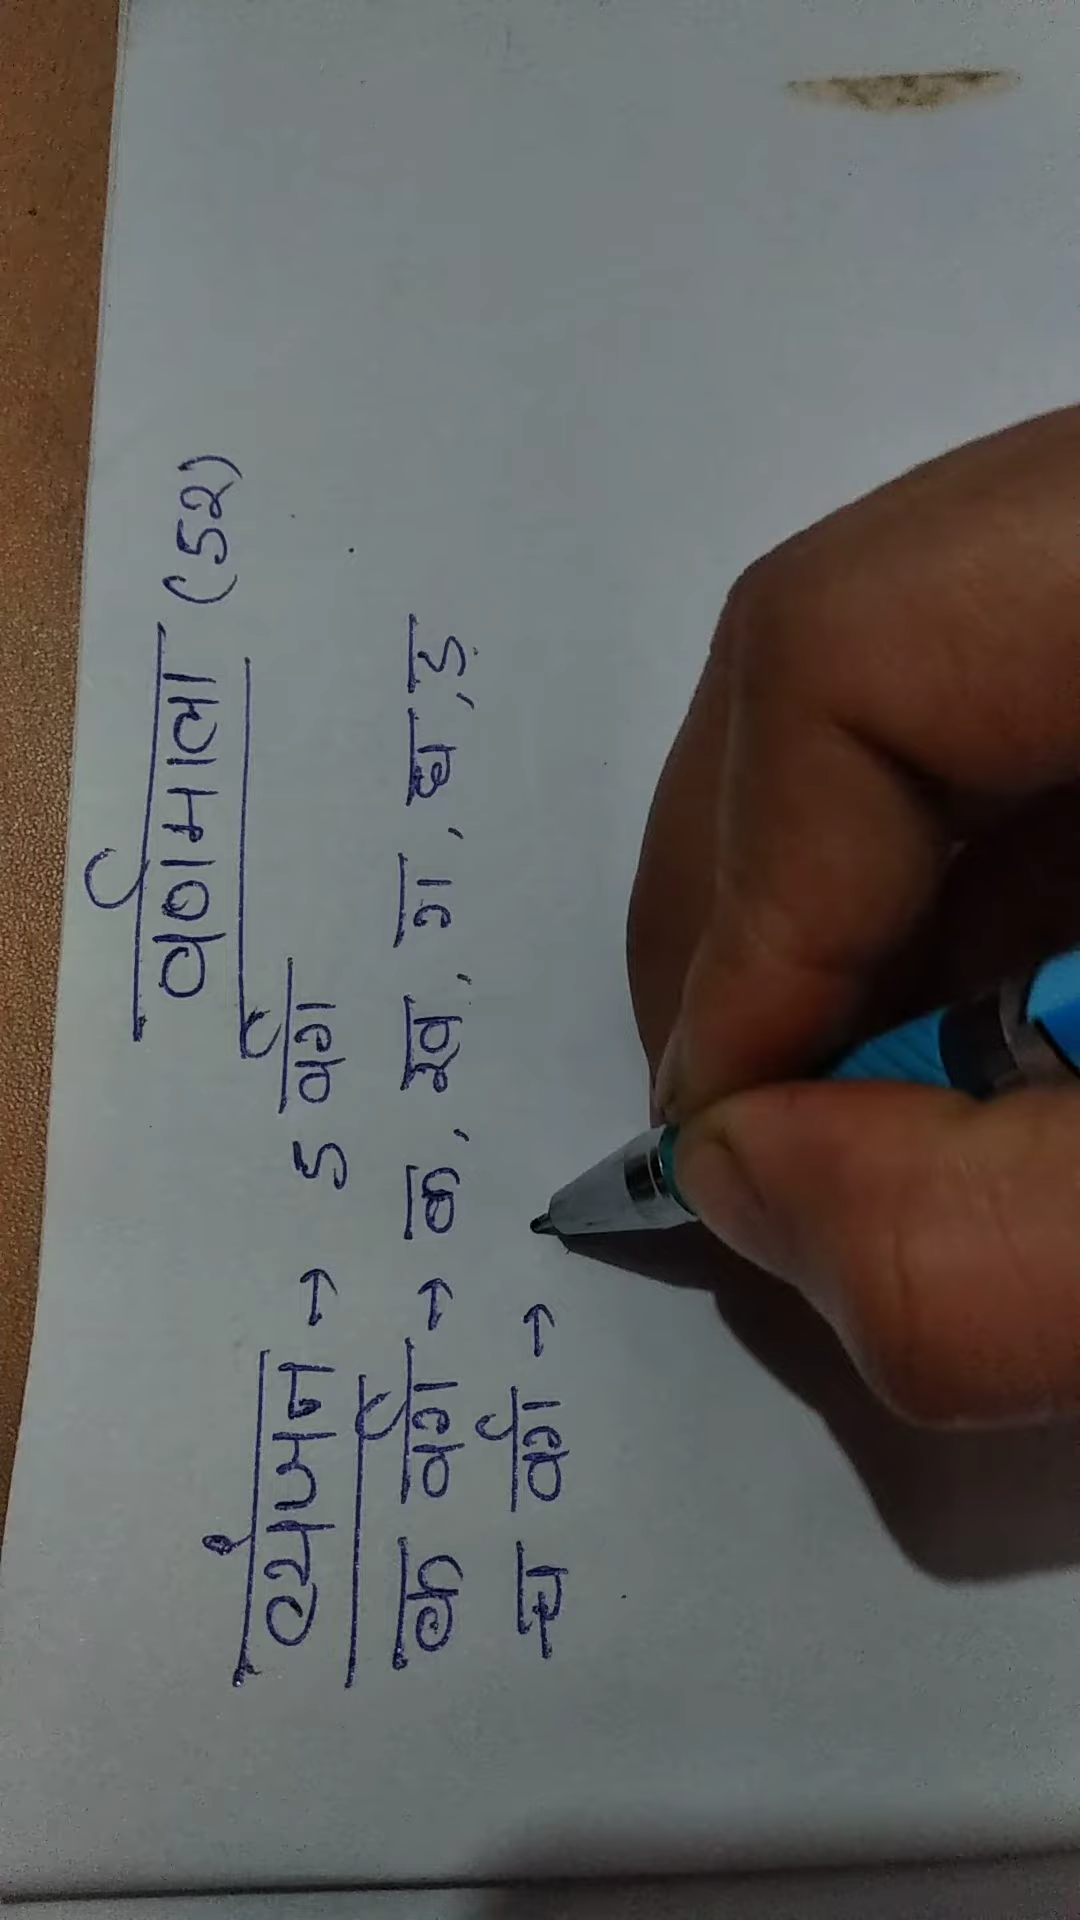 वर्णमाला (52)
व्यंजन → 5 वर्ग
क वर्ग → क, ख, ग, घ, ङ
च वर्ग →